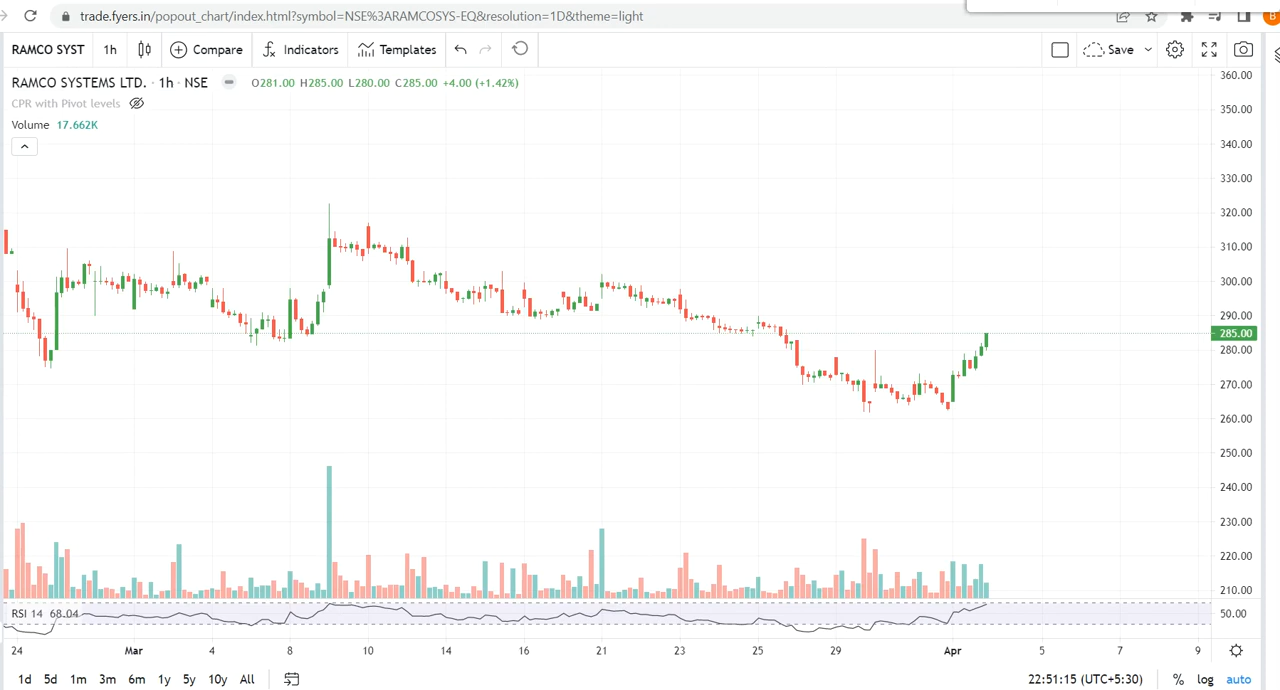 trade.fyers.in/popout_chart/index.html?symbol=NSE%3ARAMCOSYS-EQ&resolution=1D&theme=light
B
RAMCO SYST 1h Compare Indicators Templates Save
RAMCO SYSTEMS LTD. · 1h · NSE O281.00 H285.00 L280.00 C285.00 +4.00 (+1.42%)
CPR with Pivot levels
Volume 17.662K
360.00
350.00
340.00
330.00
320.00
310.00
300.00
290.00
285.00
280.00
270.00
260.00
250.00
240.00
230.00
220.00
210.00
RSI 14 68.04
50.00
24 Mar 4 8 10 14 16 21 23 25 29 Apr 5 7 9
1d 5d 1m 3m 6m 1y 5y 10y All 22:51:15 (UTC+5:30) % log auto